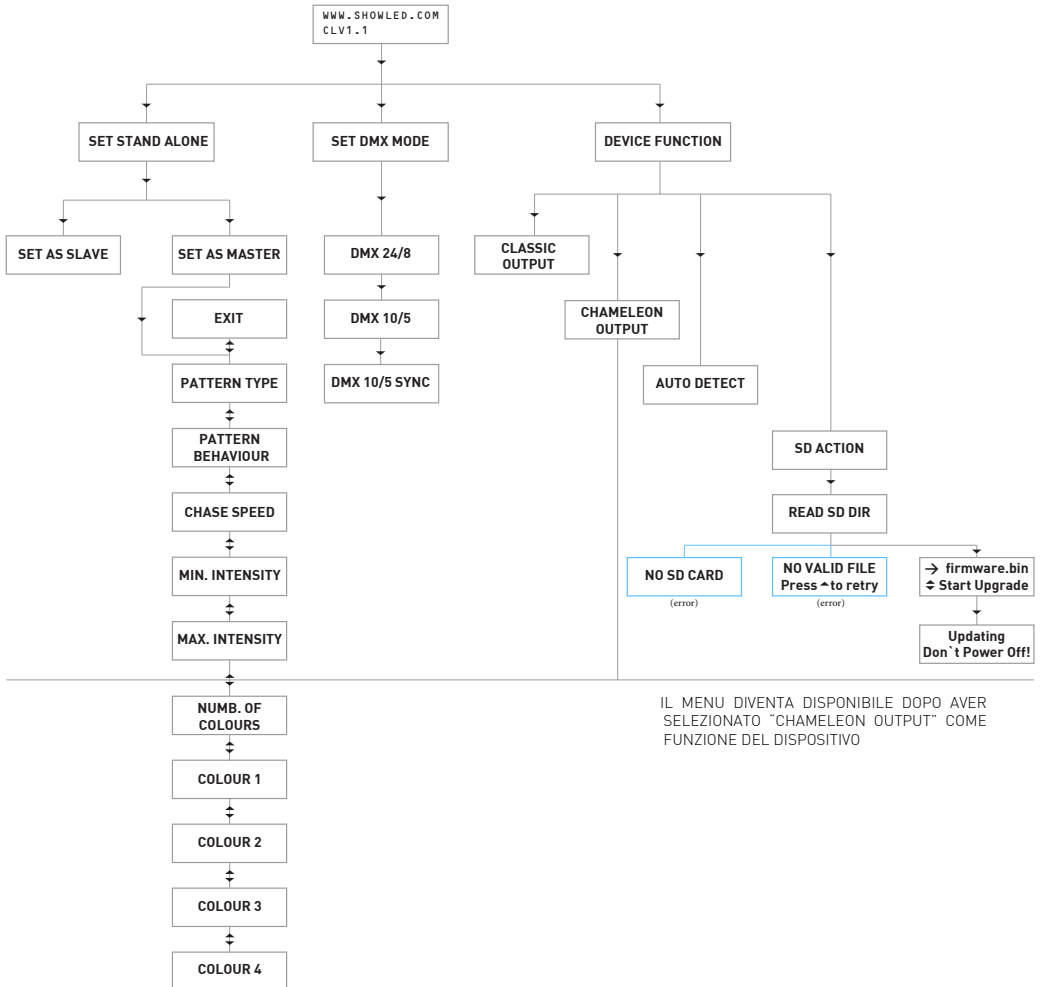 WWW.SHOWLED.COM
CLV1.1
SET STAND ALONE
SET DMX MODE
DEVICE FUNCTION
SET AS SLAVE
SET AS MASTER
DMX 24/8
CLASSIC
OUTPUT
EXIT
DMX 10/5
CHAMELEON
OUTPUT
PATTERN TYPE
DMX 10/5 SYNC
AUTO DETECT
PATTERN
BEHAVIOUR
SD ACTION
CHASE SPEED
READ SD DIR
MIN. INTENSITY
NO SD CARD
(error)
NO VALID FILE
Press to retry
(error)
→ firmware.bin
Start Upgrade
MAX. INTENSITY
Updating
Don`t Power Off!
NUMB. OF
COLOURS
IL MENU DIVENTA DISPONIBILE DOPO AVER
SELEZIONATO “CHAMELEON OUTPUT” COME
FUNZIONE DEL DISPOSITIVO
COLOUR 1
COLOUR 2
COLOUR 3
COLOUR 4